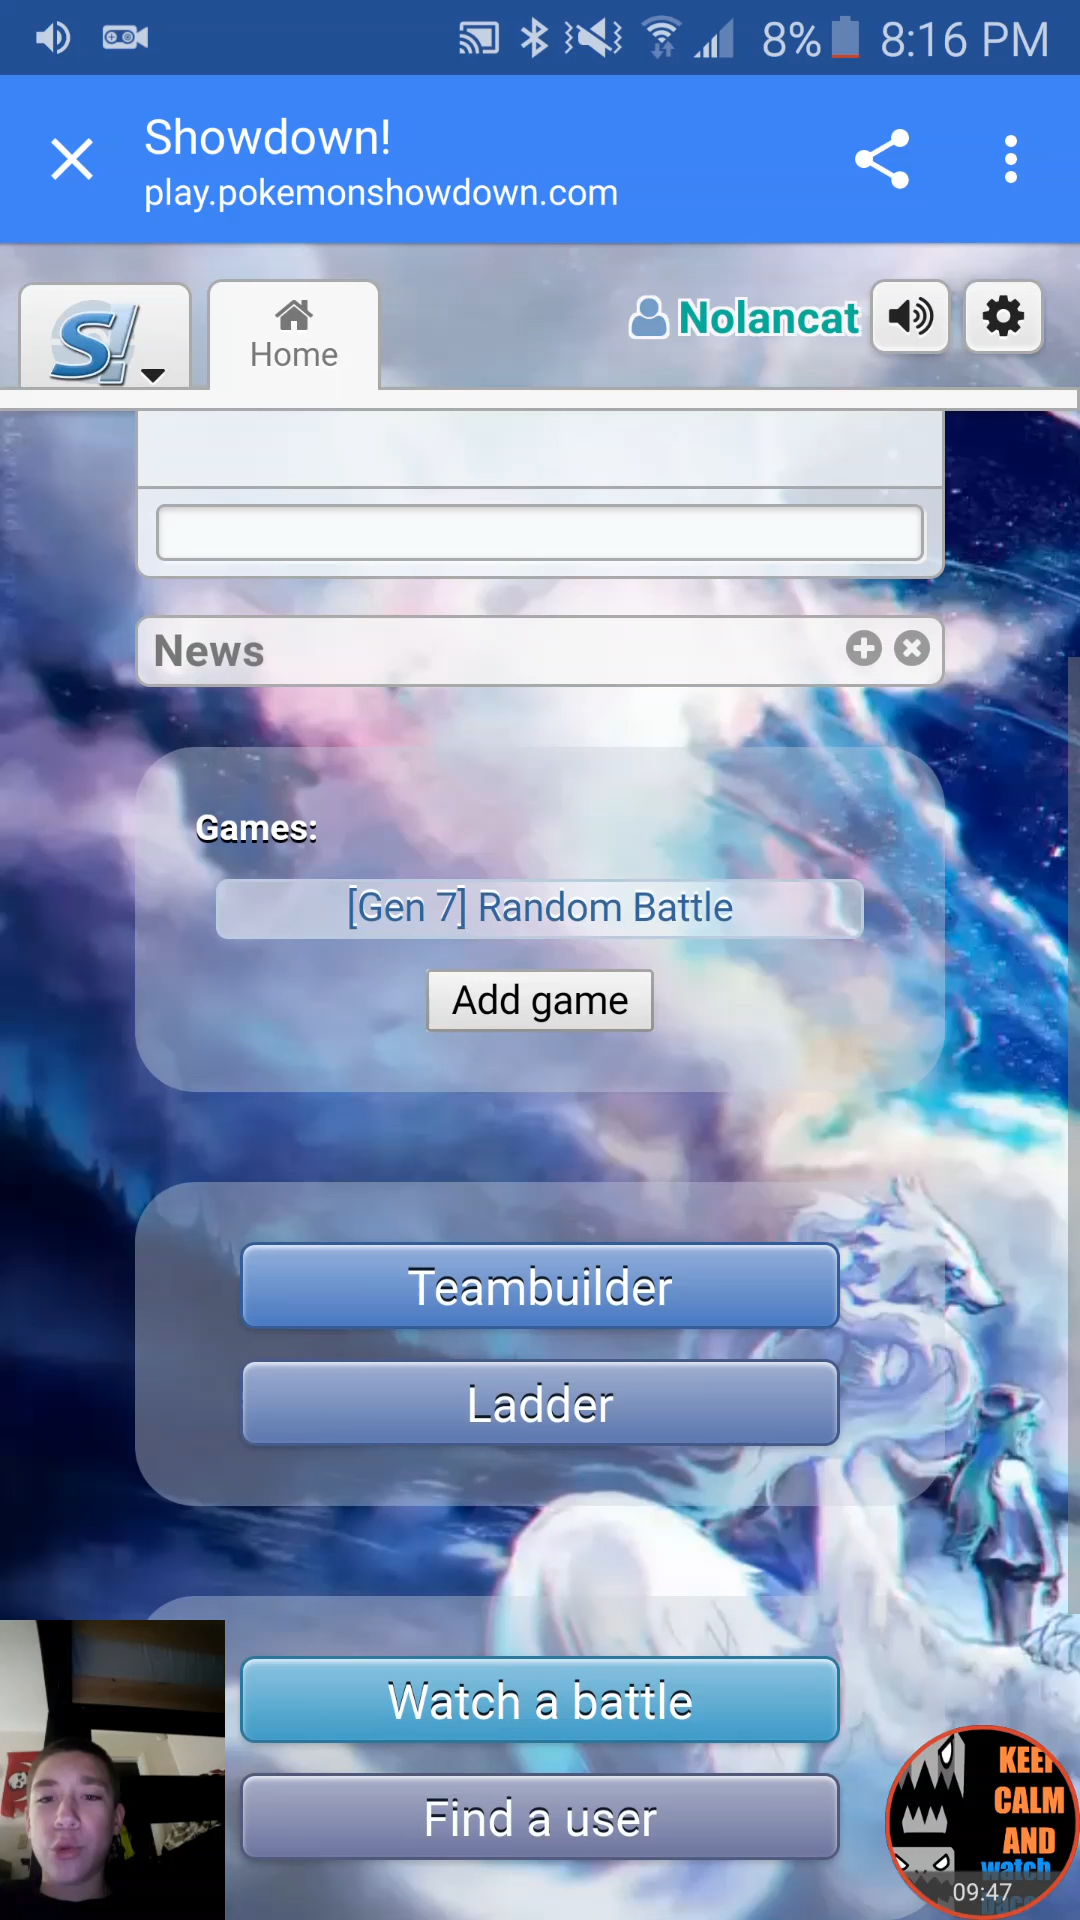 8% 8:16 PM
Showdown!
play.pokemonshowdown.com
S!
Home
Nolancat
News
Games:
[Gen 7] Random Battle
Add game
Teambuilder
Ladder
Watch a battle
Find a user
KEEP
CALM
AND
watch
09:47